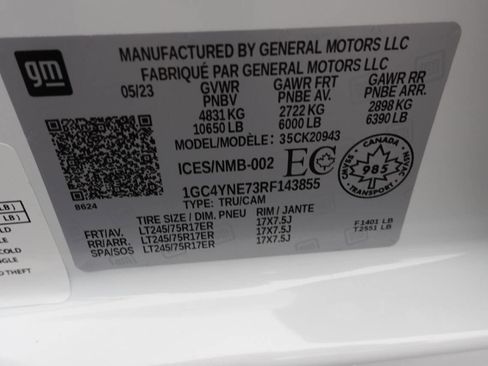 gm
MANUFACTURED BY GENERAL MOTORS LLC
FABRIQUÉ PAR GENERAL MOTORS LLC
05/23 GVWR GAWR FRT GAWR RR
PNBV PNBE AV. PNBE ARR.
4831 KG 2722 KG 2898 KG
10650 LB 6000 LB 6390 LB
MODEL/MODÈLE: 35CK20943
ICES/NMB-002 EC
CANADA
985
1GC4YNE73RF143855
8624 TYPE: TRU/CAM
TIRE SIZE / DIM. PNEU RIM / JANTE
FRT/AV. LT245/75R17ER 17X7.5J F1401 LB
RR/ARR. LT245/75R17ER 17X7.5J T2551 LB
SPA/SOS LT245/75R17ER 17X7.5J
LB )
LB )
COLD
NGLE
D THEFT